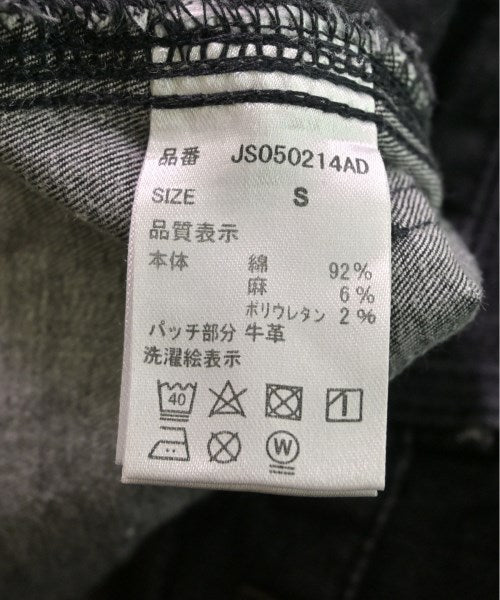 品番 JS050214AD
SIZE S
品質表示
本体 綿 92%
麻 6%
ポリウレタン 2%
パッチ部分 牛革
洗濯絵表示
40
W